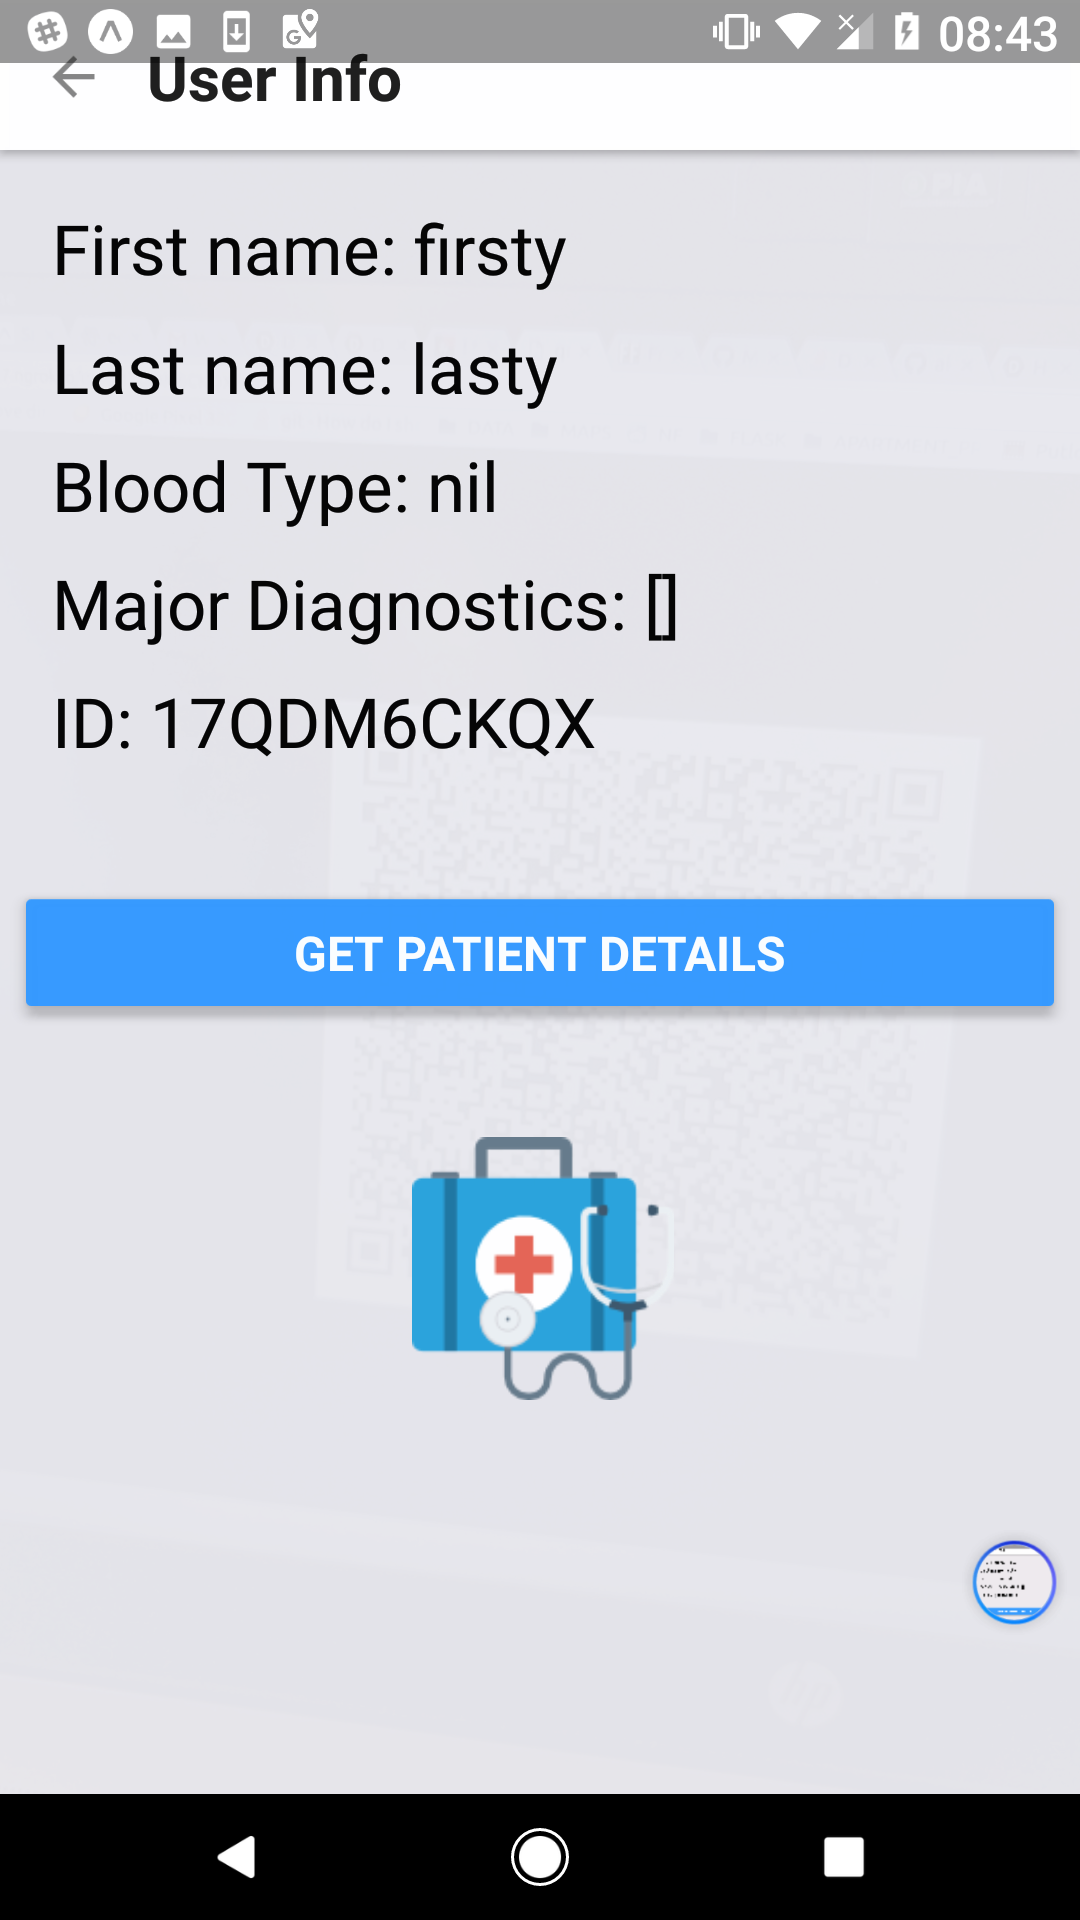 08:43
User Info
First name: firsty
Last name: lasty
Blood Type: nil
Major Diagnostics: []
ID: 17QDM6CKQX
GET PATIENT DETAILS